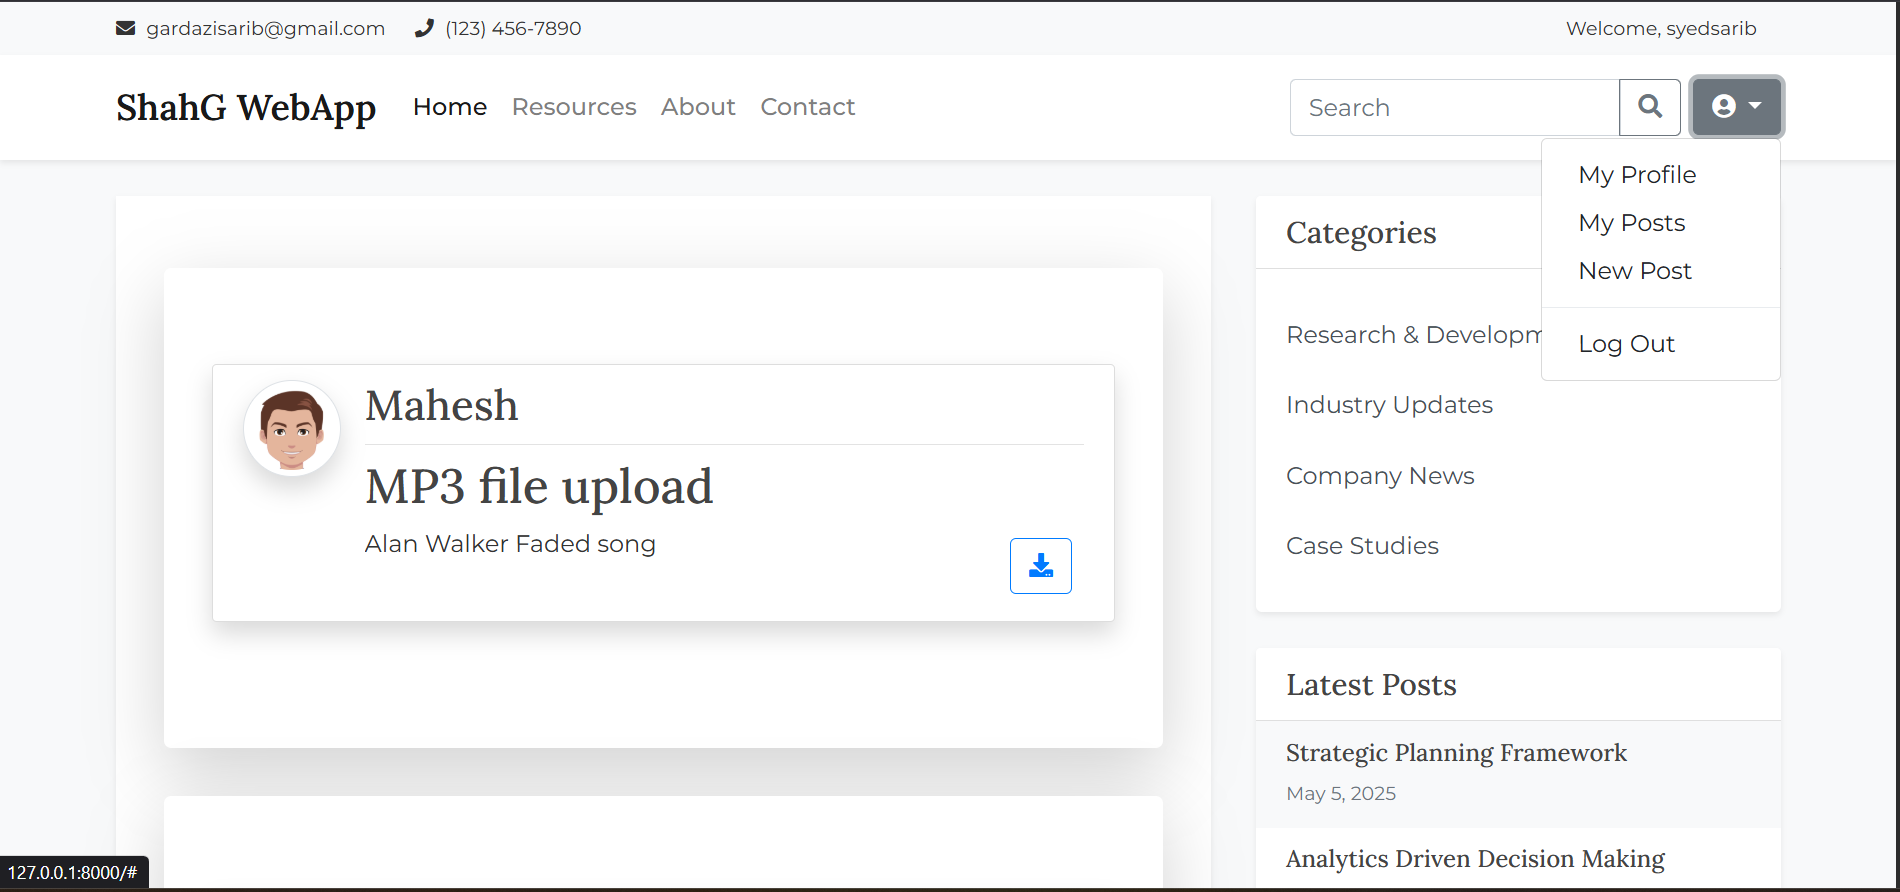 gardazisarib@gmail.com (123) 456-7890 Welcome, syedsarib
ShahG WebApp Home Resources About Contact Search
My Profile
My Posts
New Post
Log Out
Mahesh
MP3 file upload
Alan Walker Faded song
Categories
Research & Developm
Industry Updates
Company News
Case Studies
Latest Posts
Strategic Planning Framework
May 5, 2025
Analytics Driven Decision Making
127.0.0.1:8000/#